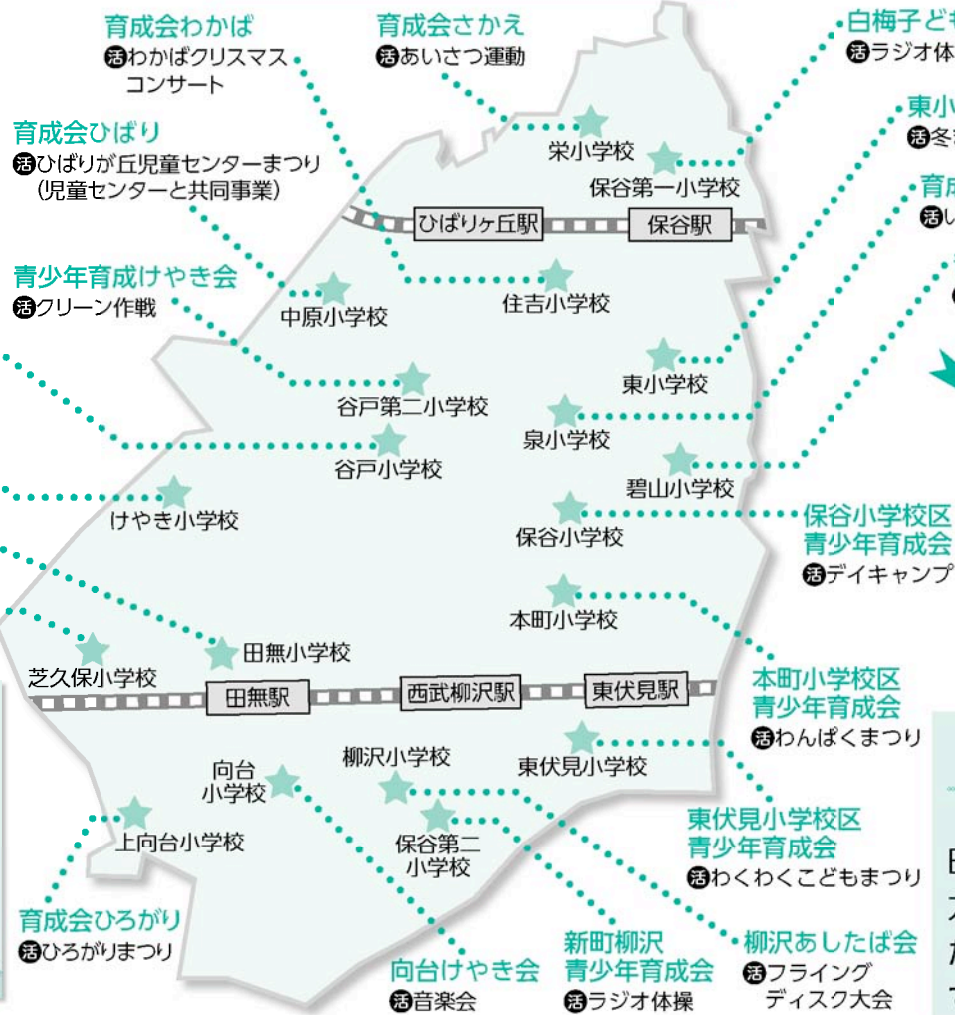 育成会わかば
活わかばクリスマス
コンサート
育成会さかえ
活あいさつ運動
白梅子ども
活ラジオ体
育成会ひばり
活ひばりが丘児童センターまつり
(児童センターと共同事業)
東小
活冬
育成
活い
青少年育成けやき会
活クリーン作戦
栄小学校
保谷第一小学校
ひばりヶ丘駅
保谷駅
中原小学校
住吉小学校
東小学校
谷戸第二小学校
泉小学校
谷戸小学校
碧山小学校
けやき小学校
保谷小学校
保谷小学校区
青少年育成会
活デイキャンプ
本町小学校
田無小学校
芝久保小学校
田無駅
西武柳沢駅
東伏見駅
本町小学校区
青少年育成会
活わんぱくまつり
向台
小学校
柳沢小学校
東伏見小学校
上向台小学校
保谷第二
小学校
東伏見小学校区
青少年育成会
活わくわくこどもまつり
育成会ひろがり
活ひろがりまつり
向台けやき会
活音楽会
新町柳沢
青少年育成会
活ラジオ体操
柳沢あしたば会
活フライング
ディスク大会